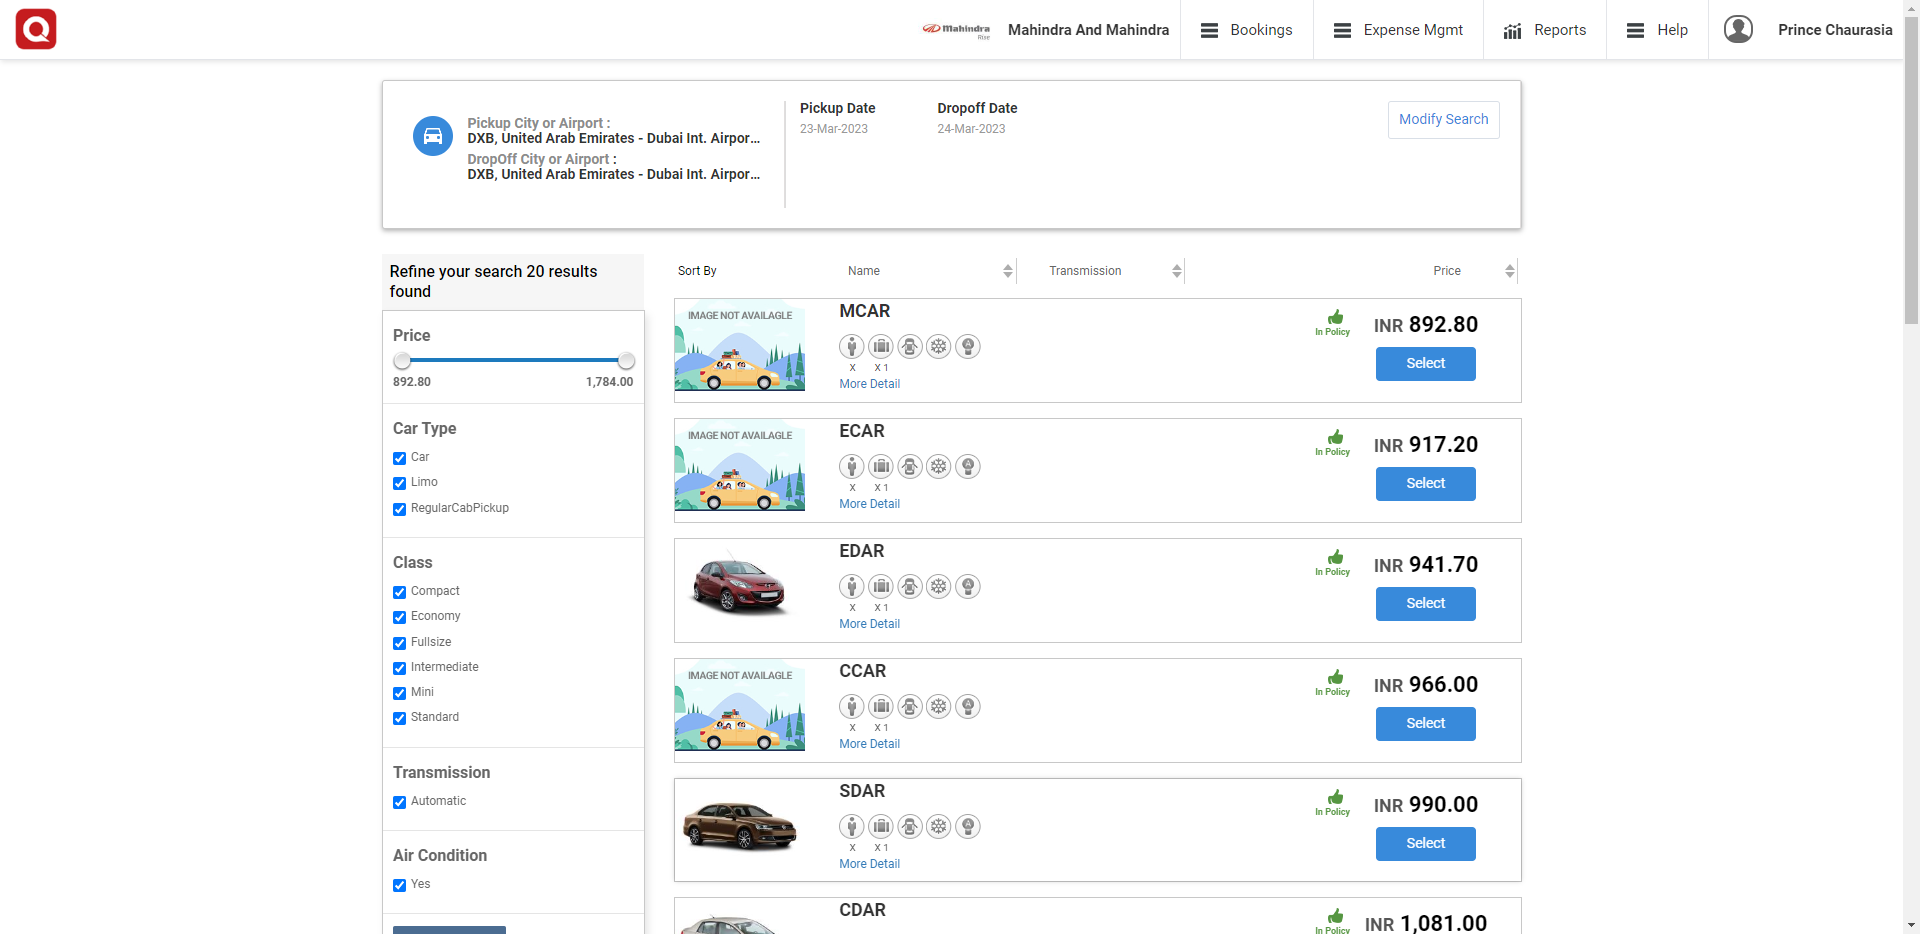 Mahindra
Rise
Mahindra And Mahindra
Bookings
Expense Mgmt
Reports
Help
Prince Chaurasia
Pickup City or Airport :
DXB, United Arab Emirates - Dubai Int. Airpor...
DropOff City or Airport :
DXB, United Arab Emirates - Dubai Int. Airpor...
Pickup Date
23-Mar-2023
Dropoff Date
24-Mar-2023
Modify Search
Refine your search 20 results
found
Price
892.80 1,784.00
Car Type
Car
Limo
RegularCabPickup
Class
Compact
Economy
Fullsize
Intermediate
Mini
Standard
Transmission
Automatic
Air Condition
Yes
Sort By Name Transmission Price
IMAGE NOT AVAILAGLE
MCAR
X X 1
More Detail
In Policy
INR 892.80
Select
IMAGE NOT AVAILAGLE
ECAR
X X 1
More Detail
In Policy
INR 917.20
Select
EDAR
X X 1
More Detail
In Policy
INR 941.70
Select
IMAGE NOT AVAILAGLE
CCAR
X X 1
More Detail
In Policy
INR 966.00
Select
SDAR
X X 1
More Detail
In Policy
INR 990.00
Select
CDAR
In Policy
INR 1,081.00